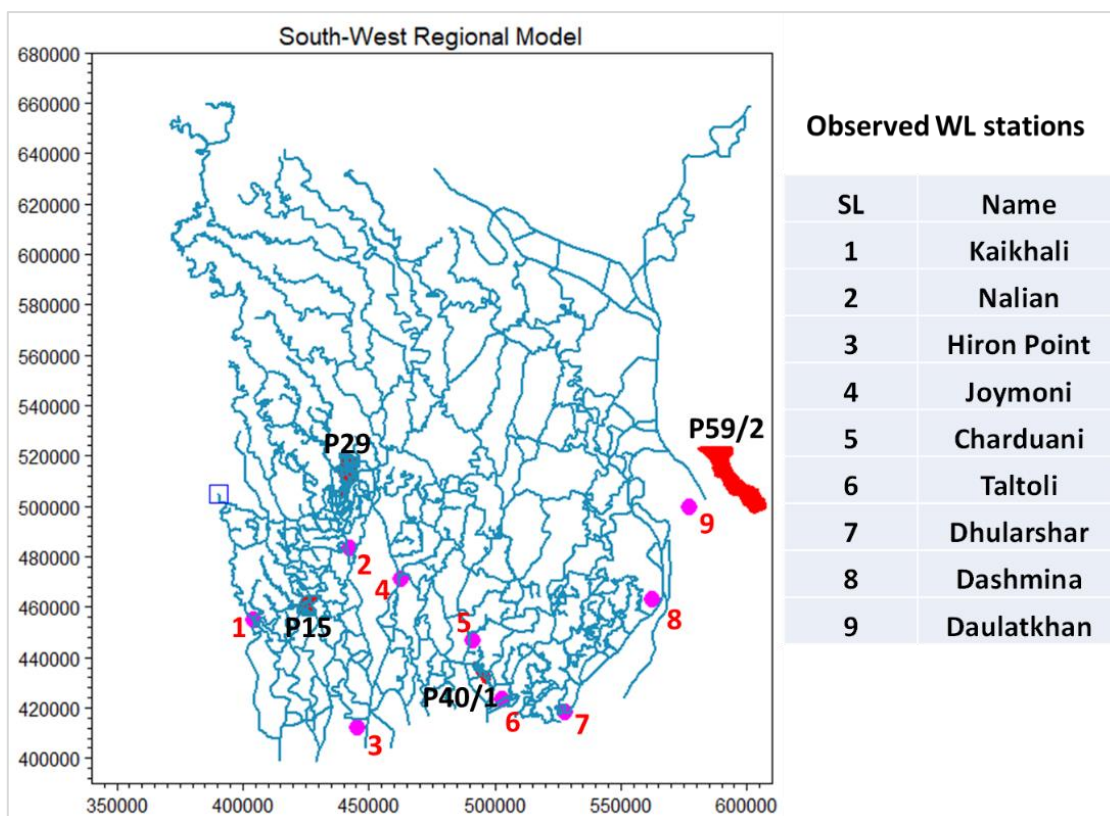 South-West Regional Model
680000
660000
640000
620000
600000
580000
560000
540000
520000
500000
480000
460000
440000
420000
400000
350000 400000 450000 500000 550000 600000
P29
P59/2
9
2
4
8
1
P15
5
P40/1
6
7
3
Observed WL stations
SL Name
1 Kaikhali
2 Nalian
3 Hiron Point
4 Joymoni
5 Charduani
6 Taltoli
7 Dhularshar
8 Dashmina
9 Daulatkhan